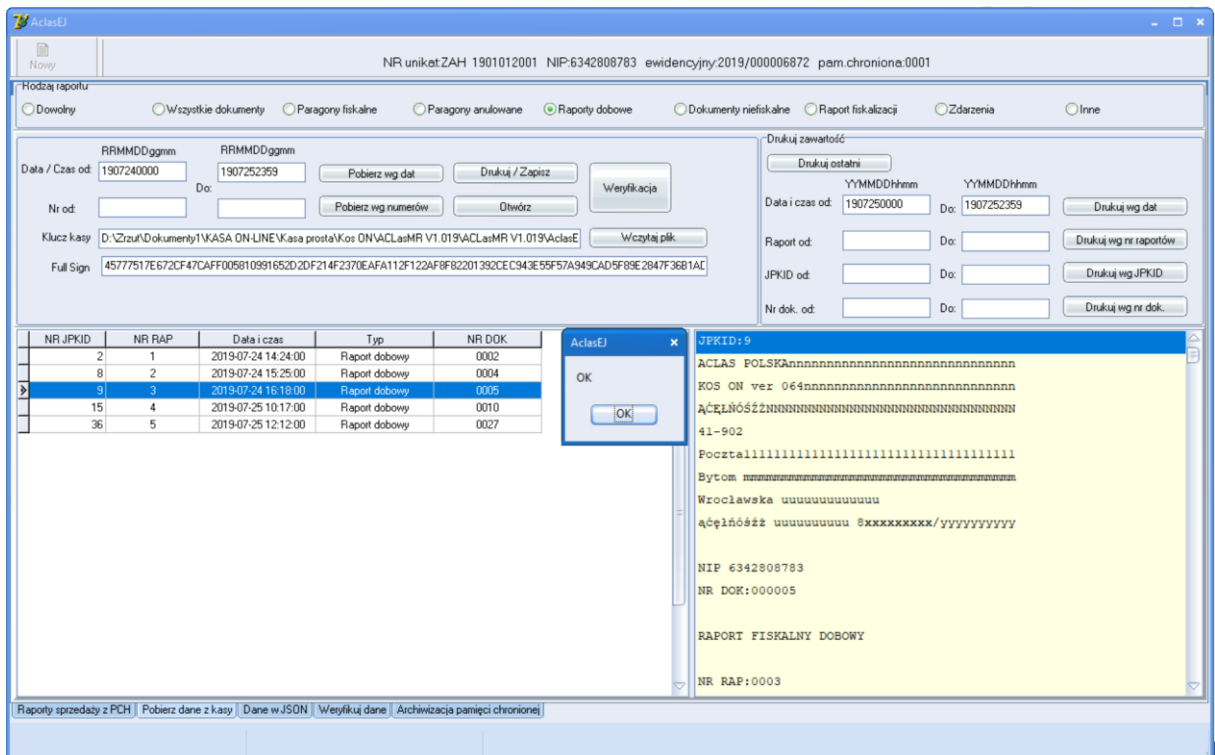 AclasEJ
Nowy
NR unikat:ZAH 1901012001 NIP:6342808783 ewidencyjny:2019/000006872 pam.chroniona:0001
Rodzaj raportu
Dowolny Wszystkie dokumenty Paragony fiskalne Paragony anulowane Raporty dobowe Dokumenty niefiskalne Raport fiskalizacji Zdarzenia Inne
RRMMDDggmm RRMMDDggmm
Data / Czas od: 1907240000 Do: 1907252359 Pobierz wg dat Drukuj / Zapisz Weryfikacja
Nr od: Pobierz wg numerów Otwórz
Klucz kasy D:\Zrzut\Dokumenty1\KASA ON-LINE\Kasa prosta\Kos ON\ACLasMR V1.019\ACLasMR V1.019\AclasE Wczytaj plik
Full Sign 45777517E672CF47CAFF005810991652D2DF214F2370EAFA112F122AF8F82201392CEC943E55F57A949CAD5F89E2847F36B1AD
Drukuj zawartość
Drukuj ostatni
YYMMDDhhmm YYMMDDhhmm
Data i czas od: 1907250000 Do: 1907252359 Drukuj wg dat
Raport od: Do: Drukuj wg nr raportów
JPKID od: Do: Drukuj wg JPKID
Nr dok. od: Do: Drukuj wg nr dok.
NR JPKID NR RAP Data i czas Typ NR DOK
2 1 2019-07-24 14:24:00 Raport dobowy 0002
8 2 2019-07-24 15:25:00 Raport dobowy 0004
9 3 2019-07-24 16:18:00 Raport dobowy 0005
15 4 2019-07-25 10:17:00 Raport dobowy 0010
36 5 2019-07-25 12:12:00 Raport dobowy 0027
AclasEJ
OK
OK
JPKID:9
ACLAS POLSKAnnnnnnnnnnnnnnnnnnnnnnnnnnnnnn
KOS ON ver 064nnnnnnnnnnnnnnnnnnnnnnnnnnnn
ĄĆĘŁŃÓŚŹŻNNNNNNNNNNNNNNNNNNNNNNNNNNNNNNNNN
41-902
Pocztallllllllllllllllllllllllllllllllllll
Bytom mmmmmmmmmmmmmmmmmmmmmmmmmmmmmmmmmmmm
Wrocławska uuuuuuuuuuuuu
ąćęłńóśźż uuuuuuuuuu 8xxxxxxxxx/yyyyyyyyyy
NIP 6342808783
NR DOK:000005
RAPORT FISKALNY DOBOWY
NR RAP:0003
Raporty sprzedaży z PCH Pobierz dane z kasy Dane w JSON Weryfikuj dane Archiwizacja pamięci chronionej